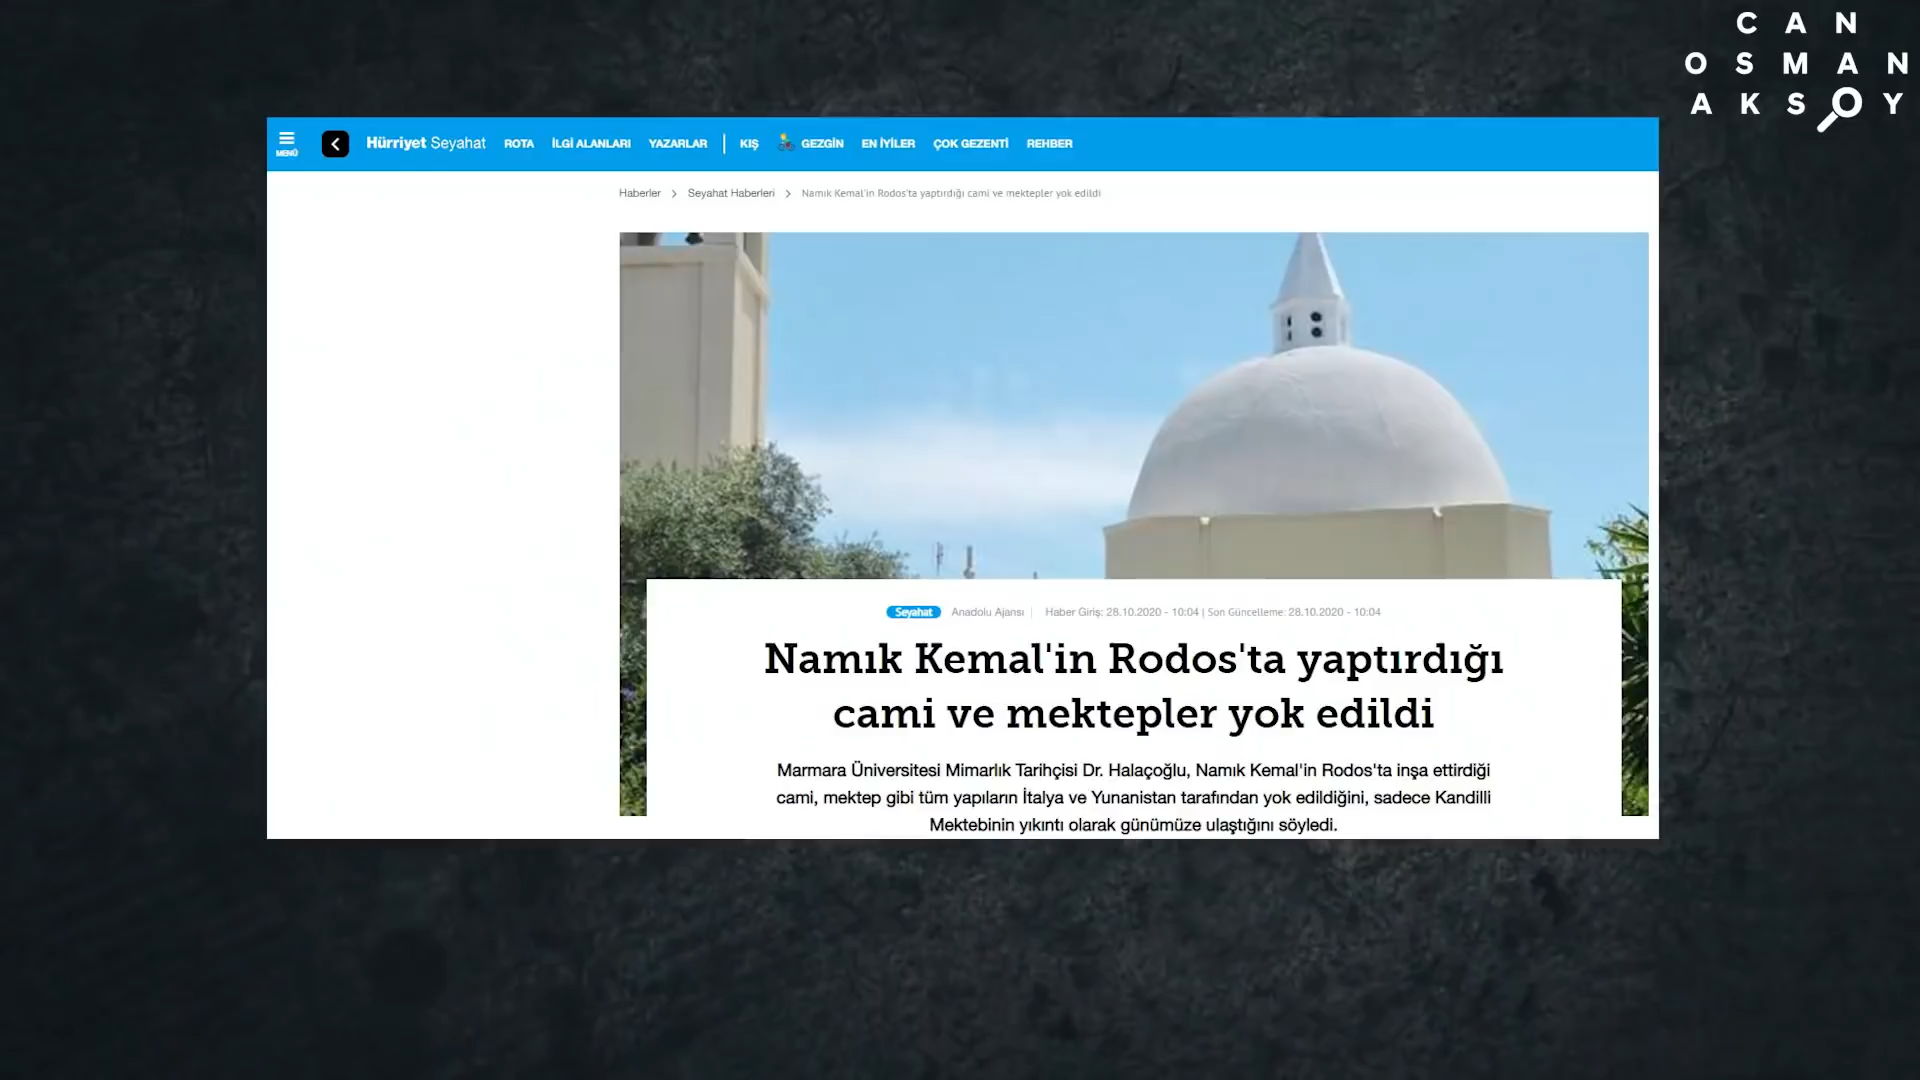 CAN
OSMAN
AKSOY
MENÜ
Hürriyet Seyahat ROTA İLGİ ALANLARI YAZARLAR KIŞ GEZGİN EN İYİLER ÇOK GEZENTİ REHBER
Haberler > Seyahat Haberleri > Namık Kemal'in Rodos'ta yaptırdığı cami ve mektepler yok edildi
Seyahat Anadolu Ajansı | Haber Giriş: 28.10.2020 - 10:04 | Son Güncelleme: 28.10.2020 - 10:04
Namık Kemal'in Rodos'ta yaptırdığı
cami ve mektepler yok edildi
Marmara Üniversitesi Mimarlık Tarihçisi Dr. Halaçoğlu, Namık Kemal'in Rodos'ta inşa ettirdiği
cami, mektep gibi tüm yapıların İtalya ve Yunanistan tarafından yok edildiğini, sadece Kandilli
Mektebinin yıkıntı olarak günümüze ulaştığını söyledi.